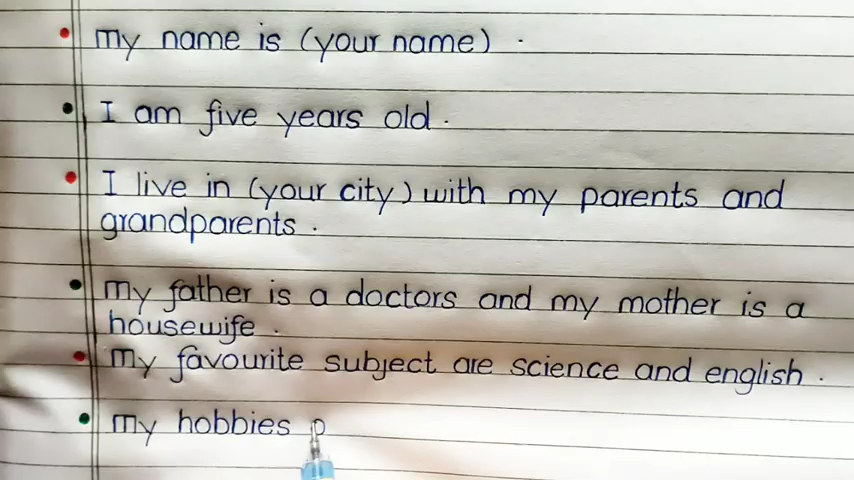 my name is (your name) .
I am five years old .
I live in (your city) with my parents and
grandparents .
my father is a doctors and my mother is a
housewife .
my favourite subject are science and english .
my hobbies